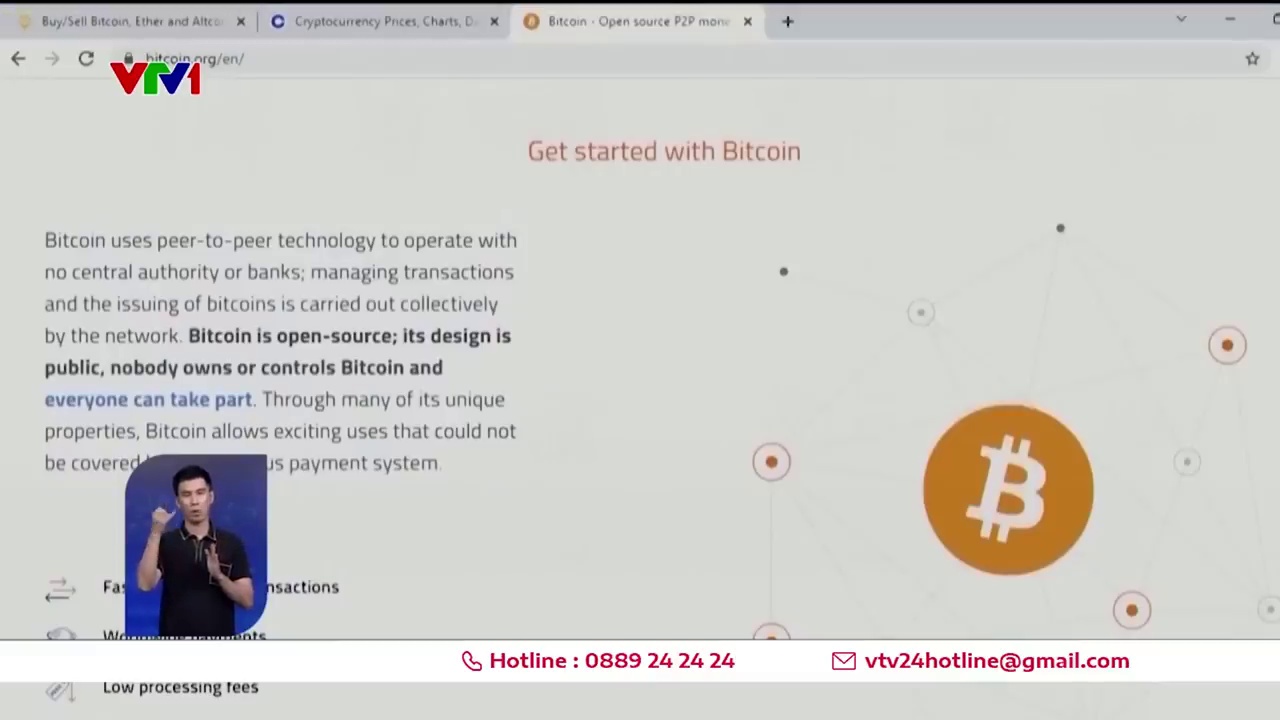 Buy/Sell Bitcoin, Ether and Altco
Cryptocurrency Prices, Charts, D
Bitcoin - Open source P2P mone
bitcoin.org/en/
VTV1
Get started with Bitcoin
Bitcoin uses peer-to-peer technology to operate with
no central authority or banks; managing transactions
and the issuing of bitcoins is carried out collectively
by the network. Bitcoin is open-source; its design is
public, nobody owns or controls Bitcoin and
everyone can take part. Through many of its unique
properties, Bitcoin allows exciting uses that could not
be covered us payment system.
Fas nsactions
Worldwide payments
Hotline : 0889 24 24 24
vtv24hotline@gmail.com
Low processing fees